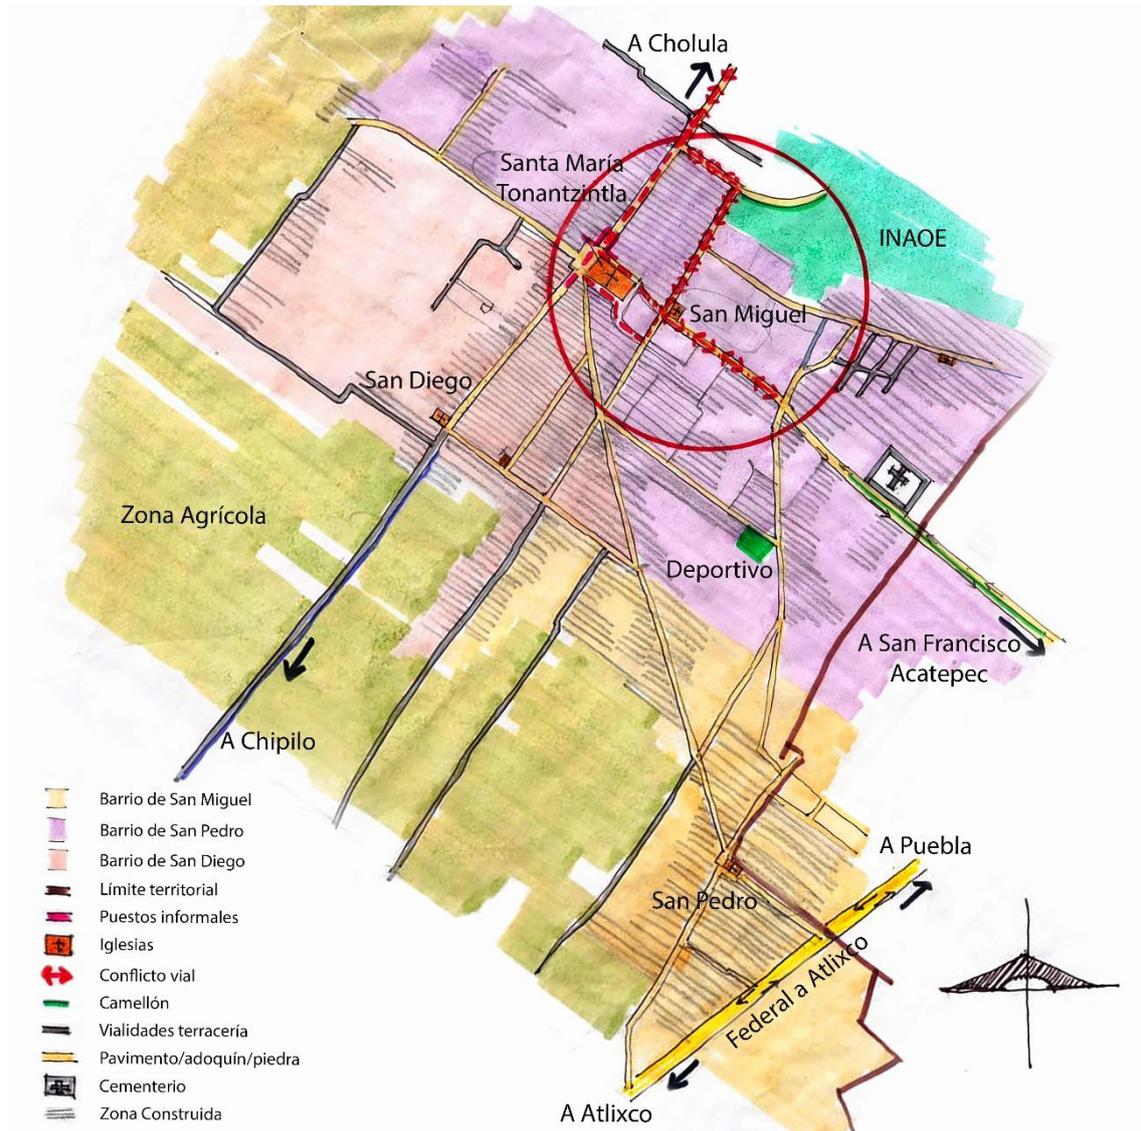 A Cholula
Santa María
Tonantzintla
INAOE
San Miguel
San Diego
Zona Agrícola
Deportivo
A San Francisco
Acatepec
A Chipilo
Barrio de San Miguel
Barrio de San Pedro
Barrio de San Diego
Límite territorial
Puestos informales
Iglesias
Conflicto vial
Camellón
Vialidades terracería
Pavimento/adoquín/piedra
Cementerio
Zona Construida
A Puebla
San Pedro
Federal a Atlixco
A Atlixco